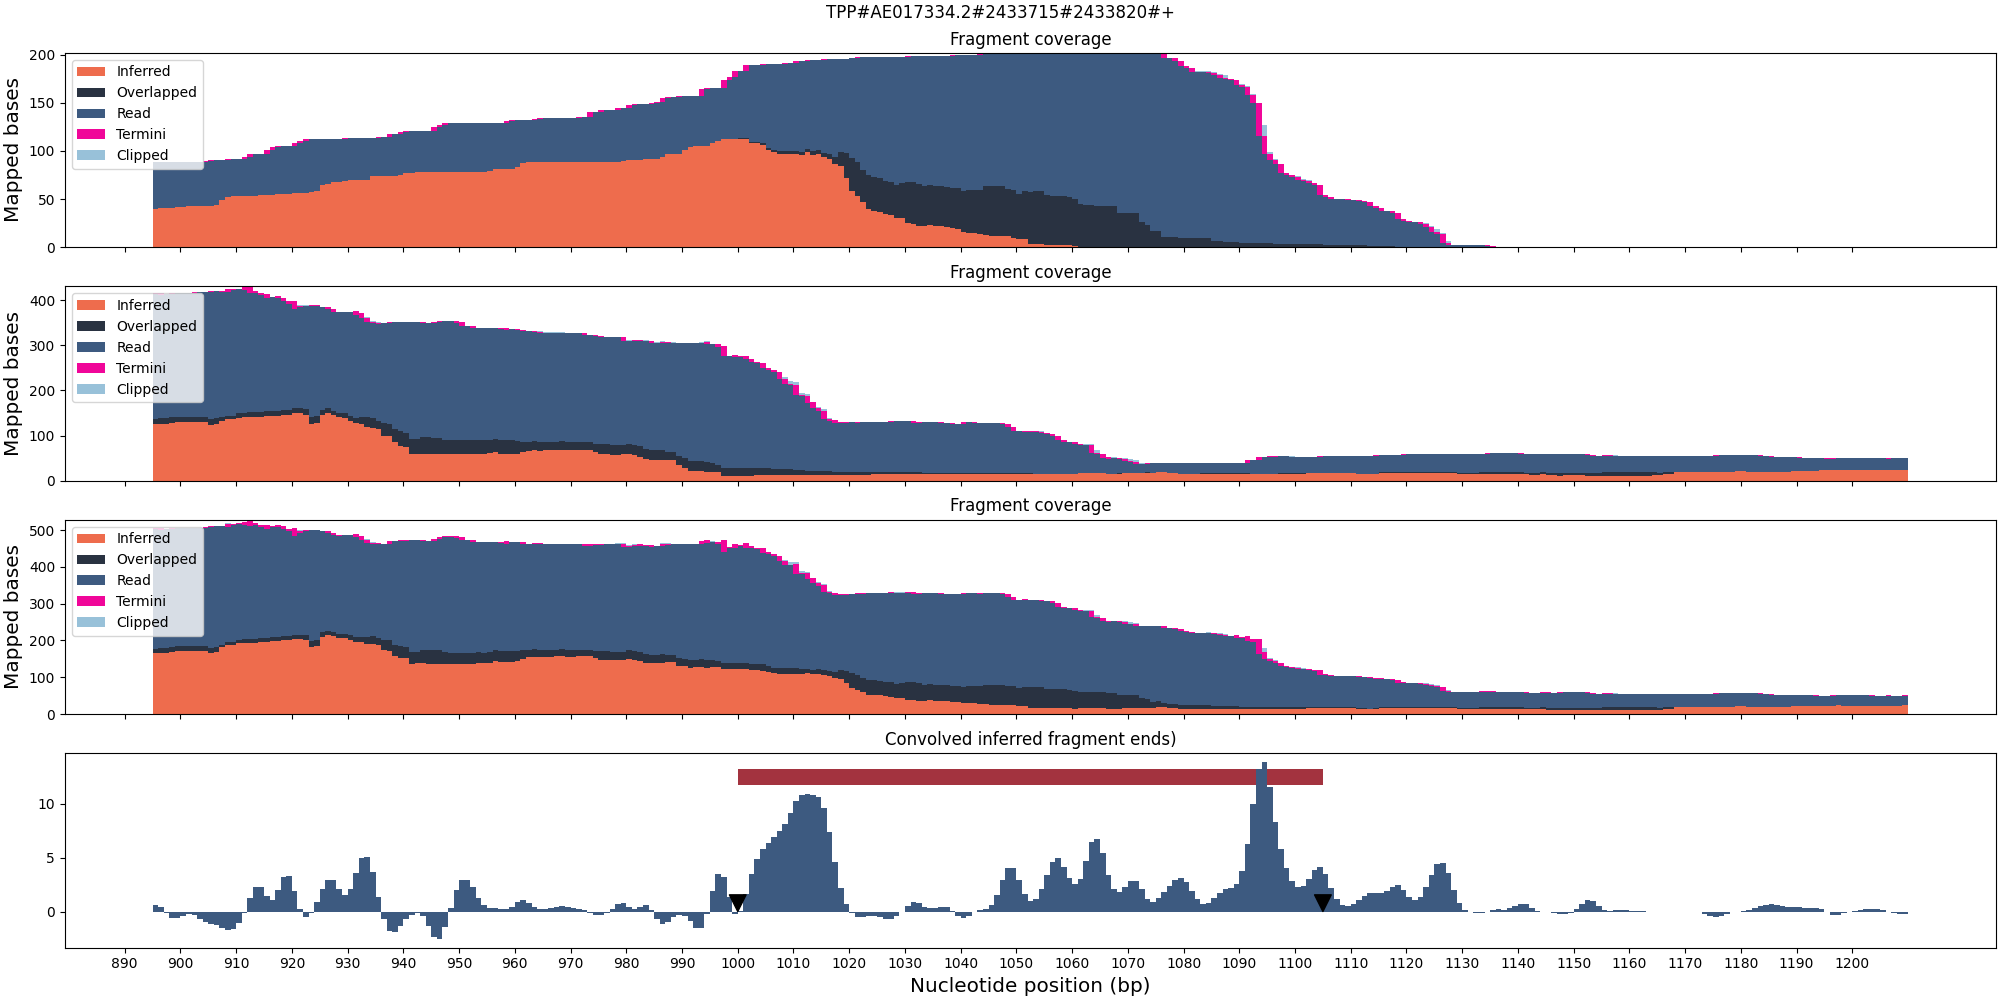 TPP#AE017334.2#2433715#2433820#+
Fragment coverage
Mapped bases
200
150
100
50
0
Inferred
Overlapped
Read
Termini
Clipped
Fragment coverage
Mapped bases
400
300
200
100
0
Inferred
Overlapped
Read
Termini
Clipped
Fragment coverage
Mapped bases
500
400
300
200
100
0
Inferred
Overlapped
Read
Termini
Clipped
Convolved inferred fragment ends)
10
5
0
890 900 910 920 930 940 950 960 970 980 990 1000 1010 1020 1030 1040 1050 1060 1070 1080 1090 1100 1110 1120 1130 1140 1150 1160 1170 1180 1190 1200
Nucleotide position (bp)